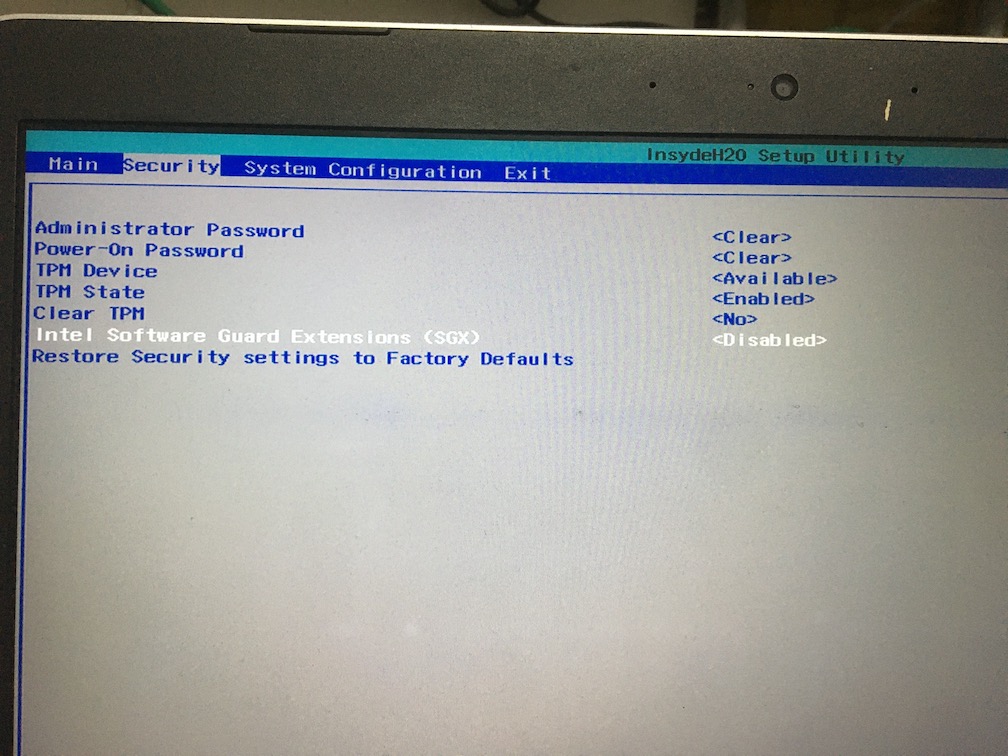 InsydeH20 Setup Utility
Main Security System Configuration Exit
Administrator Password <Clear>
Power-On Password <Clear>
TPM Device <Available>
TPM State <Enabled>
Clear TPM <No>
Intel Software Guard Extensions (SGX) <Disabled>
Restore Security settings to Factory Defaults